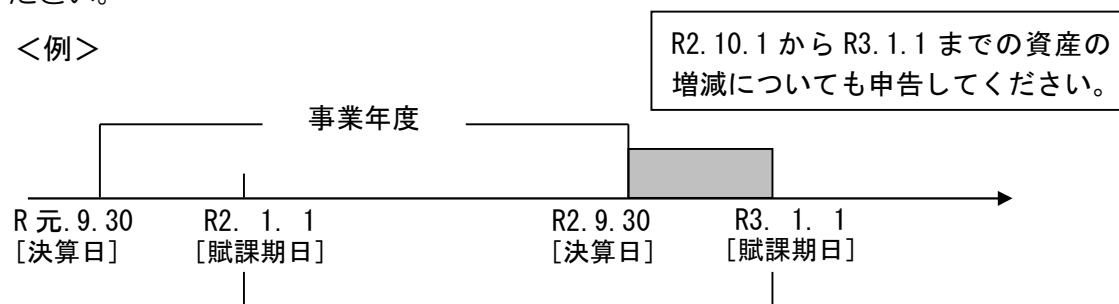 ださい。
＜例＞
R2.10.1 から R3.1.1 までの資産の
増減についても申告してください。
事業年度
R 元.9.30 R2. 1. 1 R2.9.30 R3. 1. 1
[決算日] [賦課期日] [決算日] [賦課期日]